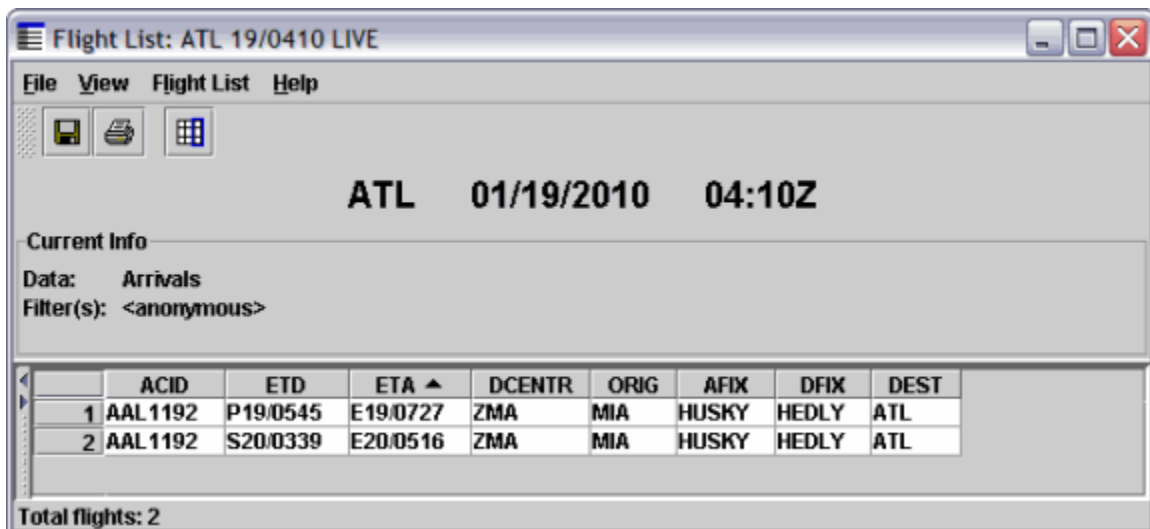 Flight List: ATL 19/0410 LIVE
File View Flight List Help
ATL 01/19/2010 04:10Z
Current Info
Data: Arrivals
Filter(s): <anonymous>
ACID ETD ETA DCENTR ORIG AFIX DFIX DEST
1 AAL1192 P19/0545 E19/0727 ZMA MIA HUSKY HEDLY ATL
2 AAL1192 S20/0339 E20/0516 ZMA MIA HUSKY HEDLY ATL
Total flights: 2